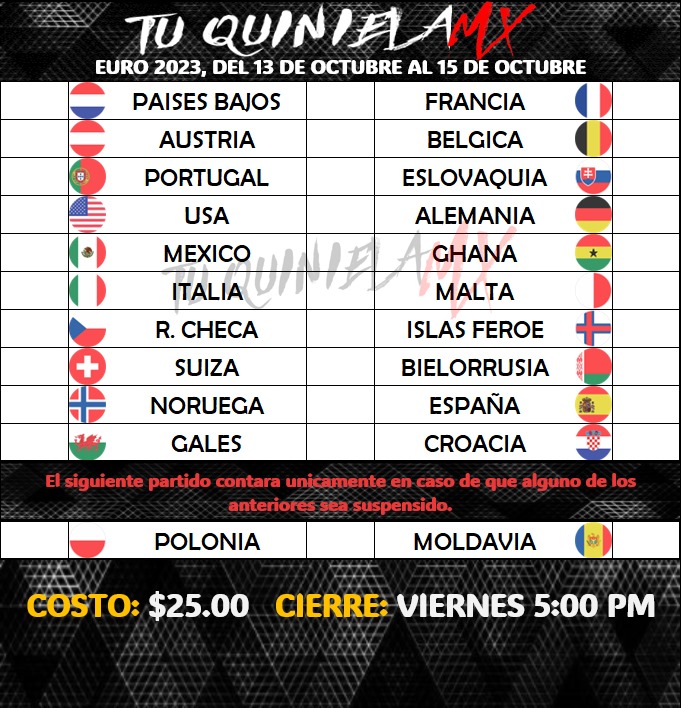 TU QUINIELAMX
EURO 2023, DEL 13 DE OCTUBRE AL 15 DE OCTUBRE
PAISES BAJOS FRANCIA
AUSTRIA BELGICA
PORTUGAL ESLOVAQUIA
USA ALEMANIA
MEXICO GHANA
TU QUINIELAMX
ITALIA MALTA
R. CHECA ISLAS FEROE
SUIZA BIELORRUSIA
NORUEGA ESPAÑA
GALES CROACIA
El siguiente partido contara unicamente en caso de que alguno de los
anteriores sea suspendido.
POLONIA MOLDAVIA
COSTO: $25.00 CIERRE: VIERNES 5:00 PM